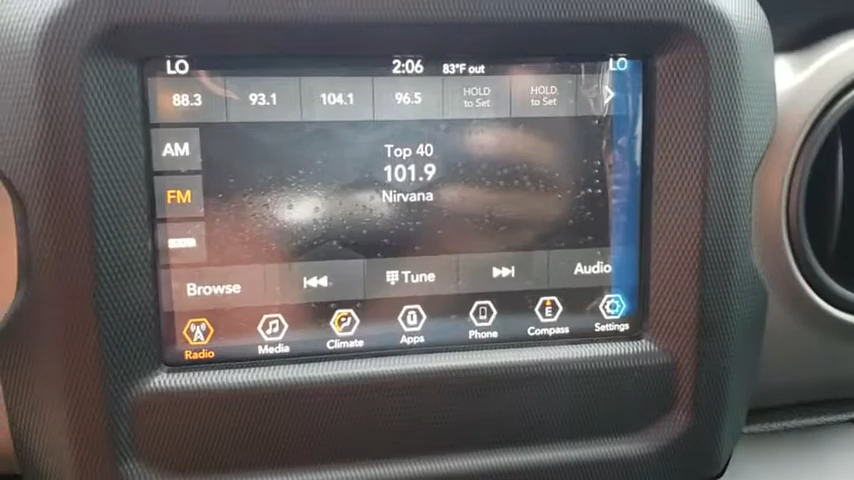 LO 2:06 83°F out LO
88.3 93.1 104.1 96.5 HOLD to Set HOLD to Set
AM
Top 40
101.9
FM
Nirvana
Browse Tune Audio
Radio Media Climate Apps Phone E Compass Settings